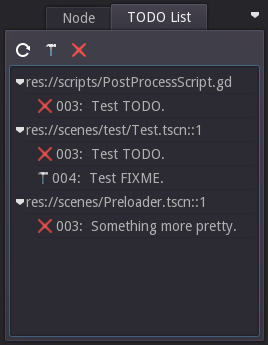 Node
TODO List
res://scripts/PostProcessScript.gd
003: Test TODO.
res://scenes/test/Test.tscn::1
003: Test TODO.
004: Test FIXME.
res://scenes/Preloader.tscn::1
003: Something more pretty.